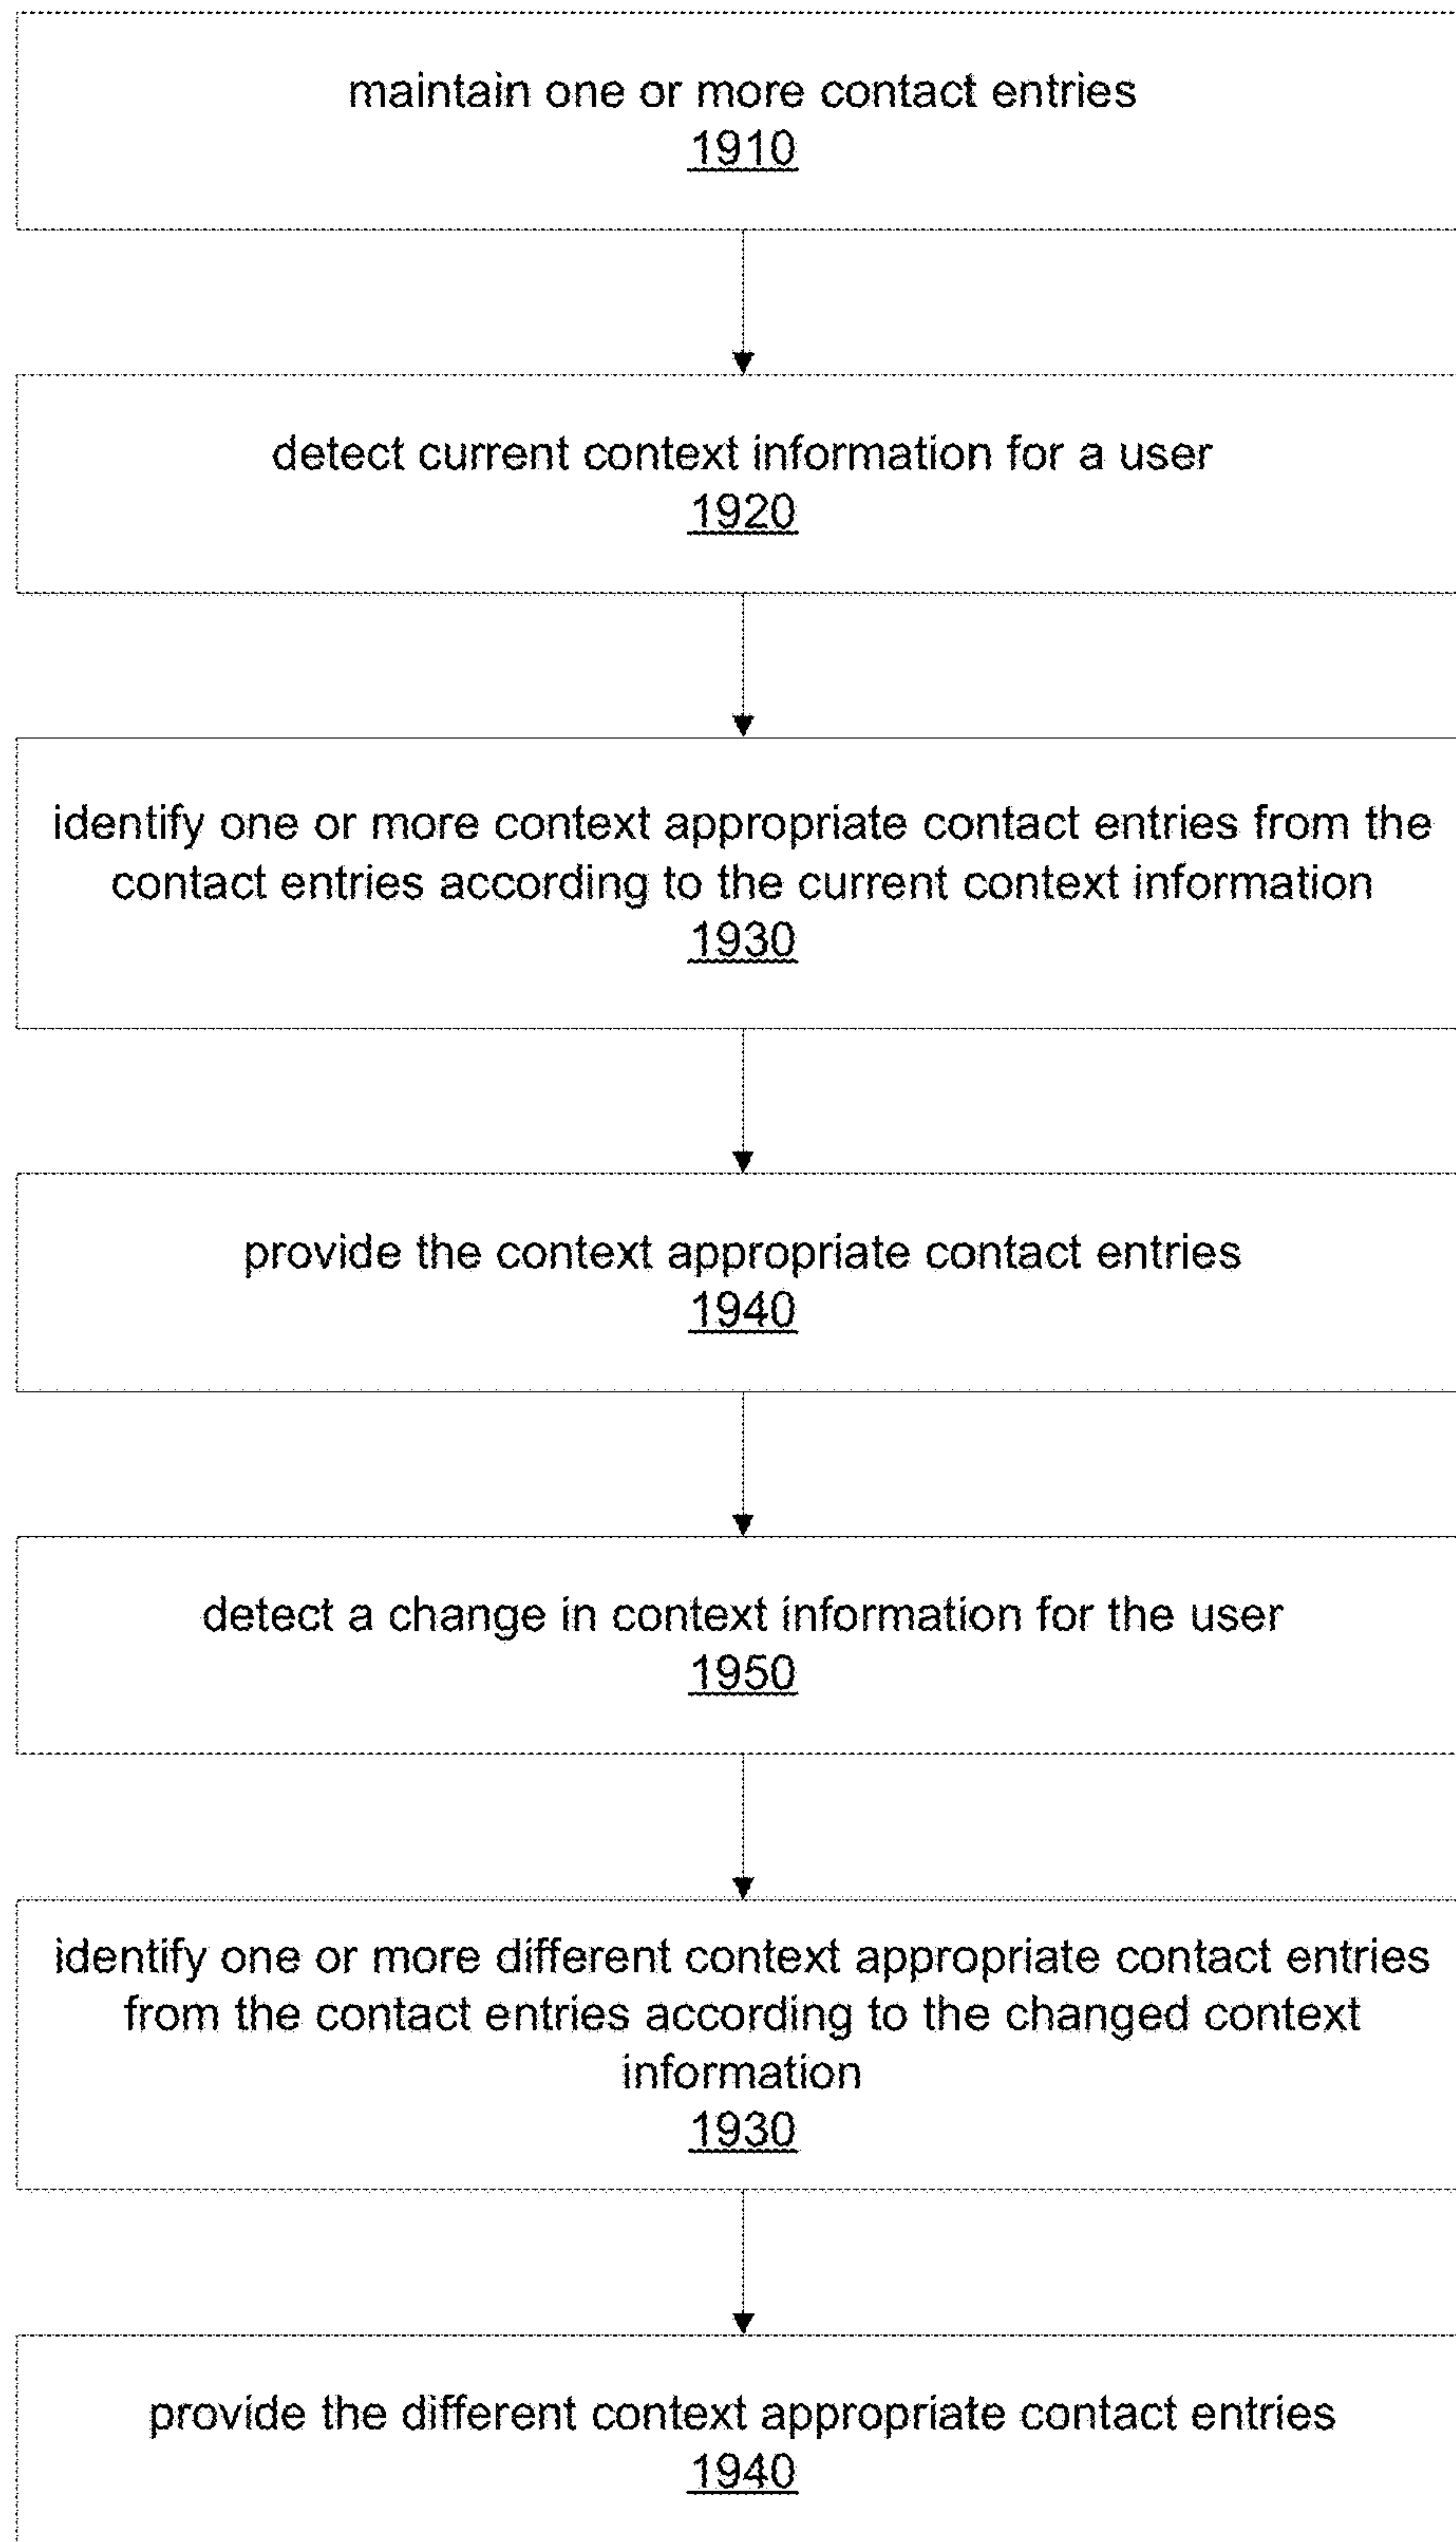 maintain one or more contact entries
1910
detect current context information for a user
1920
identify one or more context appropriate contact entries from the
contact entries according to the current context information
1930
provide the context appropriate contact entries
1940
detect a change in context information for the user
1950
identify one or more different context appropriate contact entries
from the contact entries according to the changed context
information
1930
provide the different context appropriate contact entries
1940